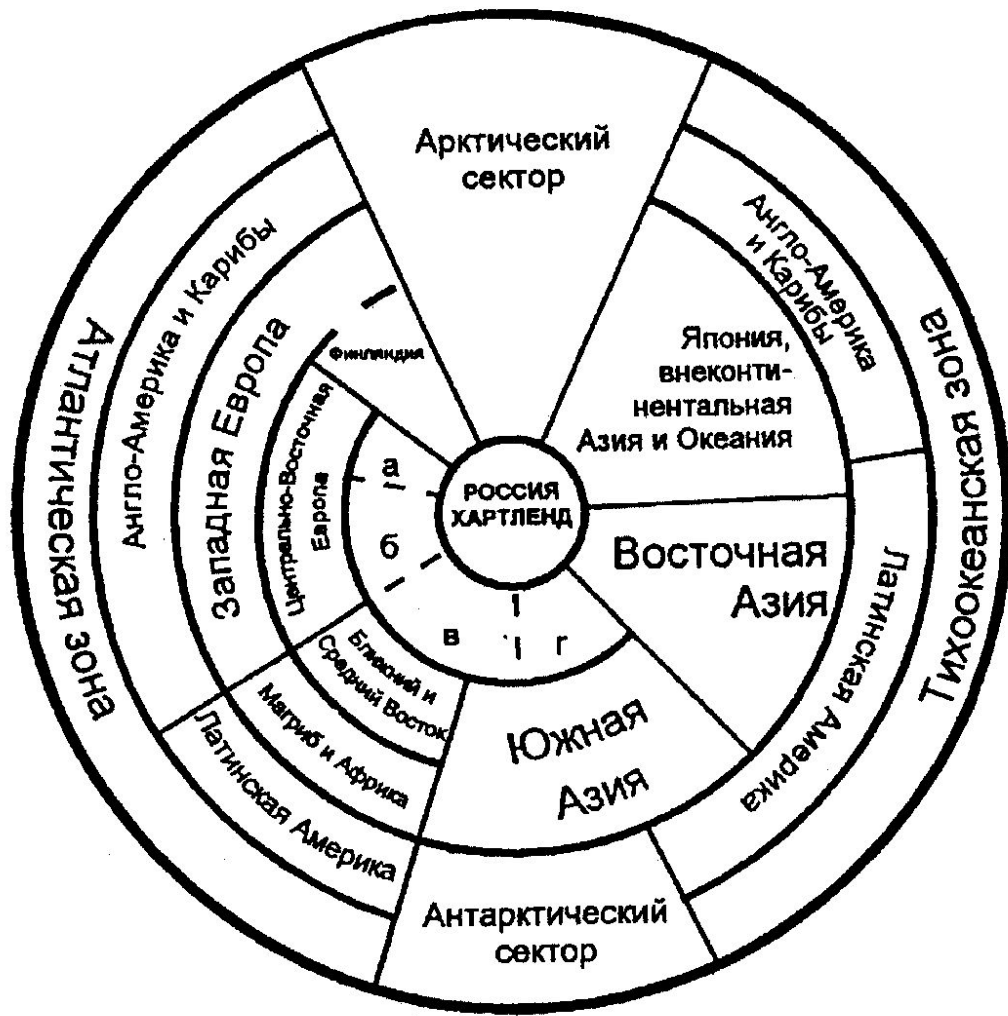 Арктический
сектор
Англо-Америка
и Карибы
Англо-Америка и Карибы
Атлантическая зона
Тихоокеанская зона
Западная Европа
Финляндия
Центрально-Восточная
Европа
Япония,
внеконти-
нентальная
Азия и Океания
а
б
в
г
РОССИЯ
ХАРТЛЕНД
Восточная
Азия
Латинская Америка
Ближний и
Средний Восток
Магриб и Африка
Латинская Америка
Южная
Азия
Антарктический
сектор